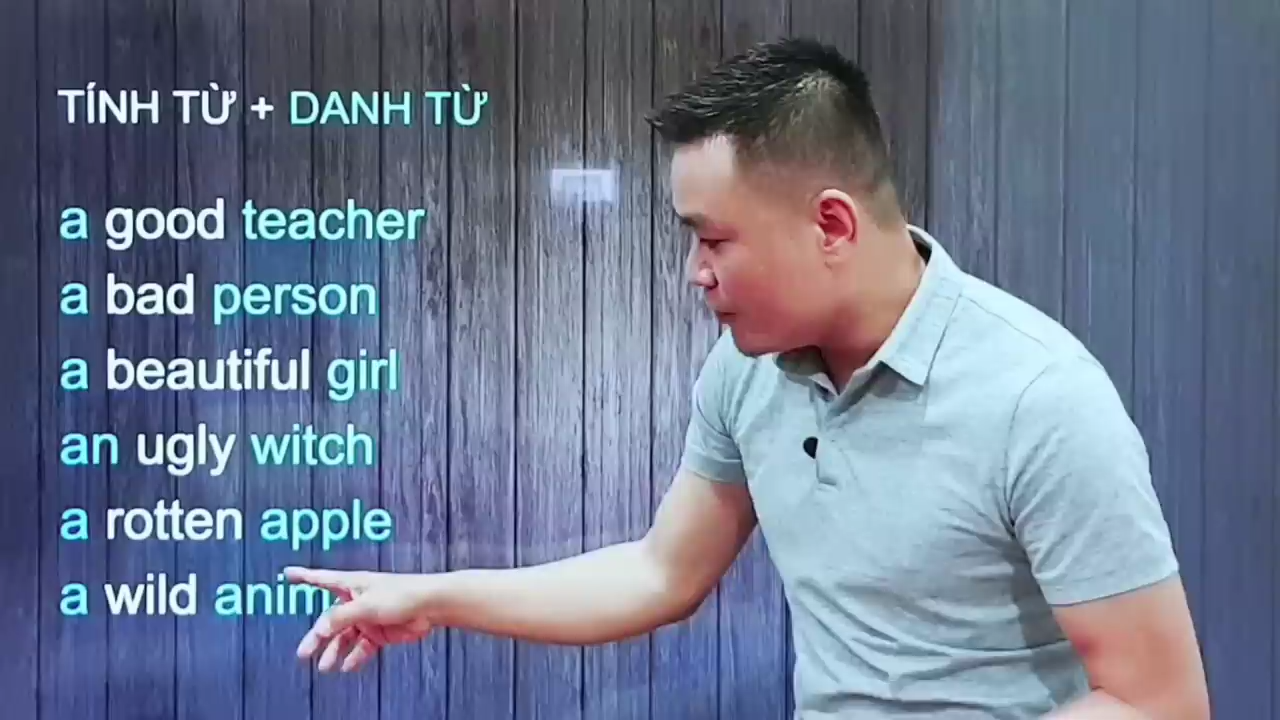 TÍNH TỪ + DANH TỪ
a good teacher
a bad person
a beautiful girl
an ugly witch
a rotten apple
a wild